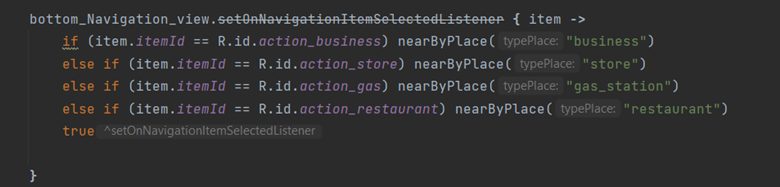 bottom_Navigation_view.setOnNavigationItemSelectedListener { item ->
if (item.itemId == R.id.action_business) nearByPlace( typePlace: "business")
else if (item.itemId == R.id.action_store) nearByPlace( typePlace: "store")
else if (item.itemId == R.id.action_gas) nearByPlace( typePlace: "gas_station")
else if (item.itemId == R.id.action_restaurant) nearByPlace( typePlace: "restaurant")
true ^setOnNavigationItemSelectedListener
}